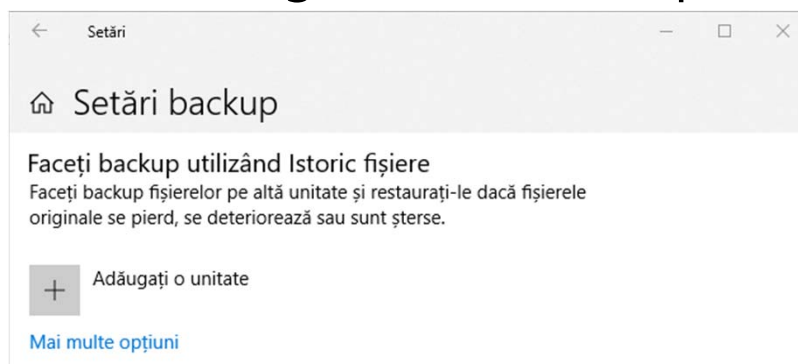 Setări
Setări backup
Faceți backup utilizând Istoric fișiere
Faceți backup fișierelor pe altă unitate și restaurați-le dacă fișierele
originale se pierd, se deteriorează sau sunt șterse.
Adăugați o unitate
Mai multe opțiuni